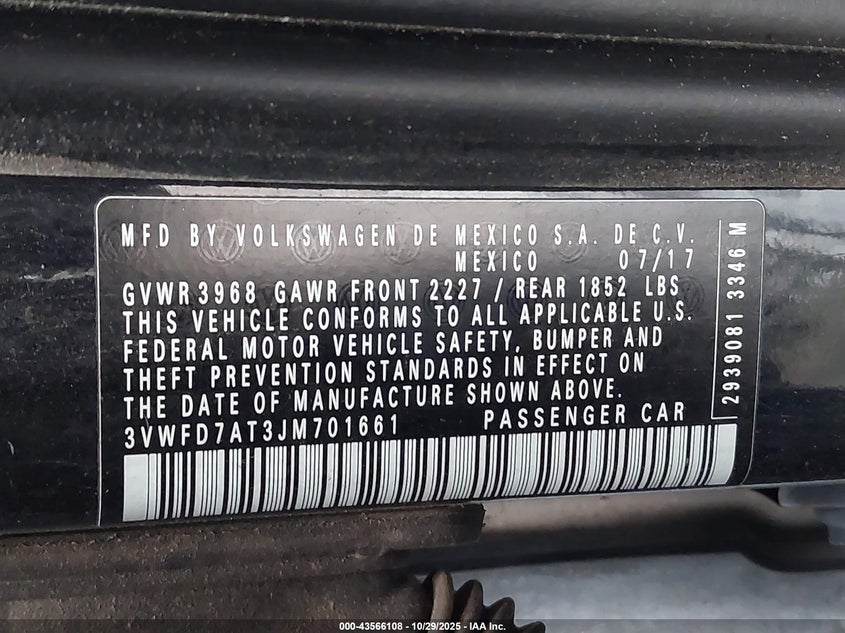 MFD BY VOLKSWAGEN DE MEXICO S.A. DE C.V.
MEXICO 07/17
GVWR 3968 GAWR FRONT 2227 / REAR 1852 LBS
THIS VEHICLE CONFORMS TO ALL APPLICABLE U.S.
FEDERAL MOTOR VEHICLE SAFETY, BUMPER AND
THEFT PREVENTION STANDARDS IN EFFECT ON
THE DATE OF MANUFACTURE SHOWN ABOVE.
3VWFD7AT3JM701661 PASSENGER CAR
2939081 3346 M
000-43566108 - 10/29/2025 - IAA Inc.